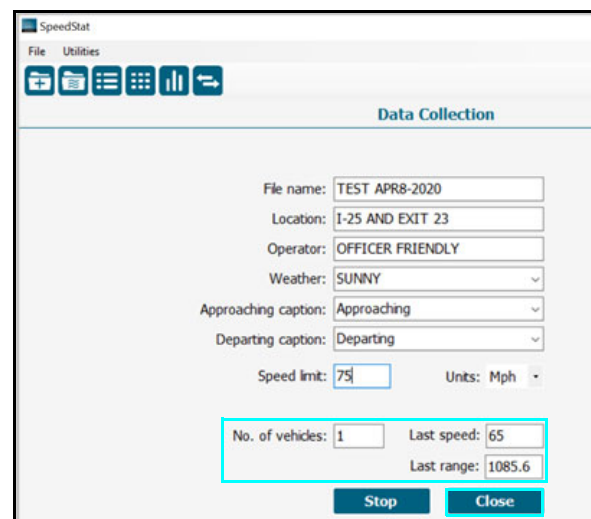 SpeedStat
File Utilities
Data Collection
File name: TEST APR8-2020
Location: I-25 AND EXIT 23
Operator: OFFICER FRIENDLY
Weather: SUNNY
Approaching caption: Approaching
Departing caption: Departing
Speed limit: 75 Units: Mph
No. of vehicles: 1 Last speed: 65
Last range: 1085.6
Stop Close